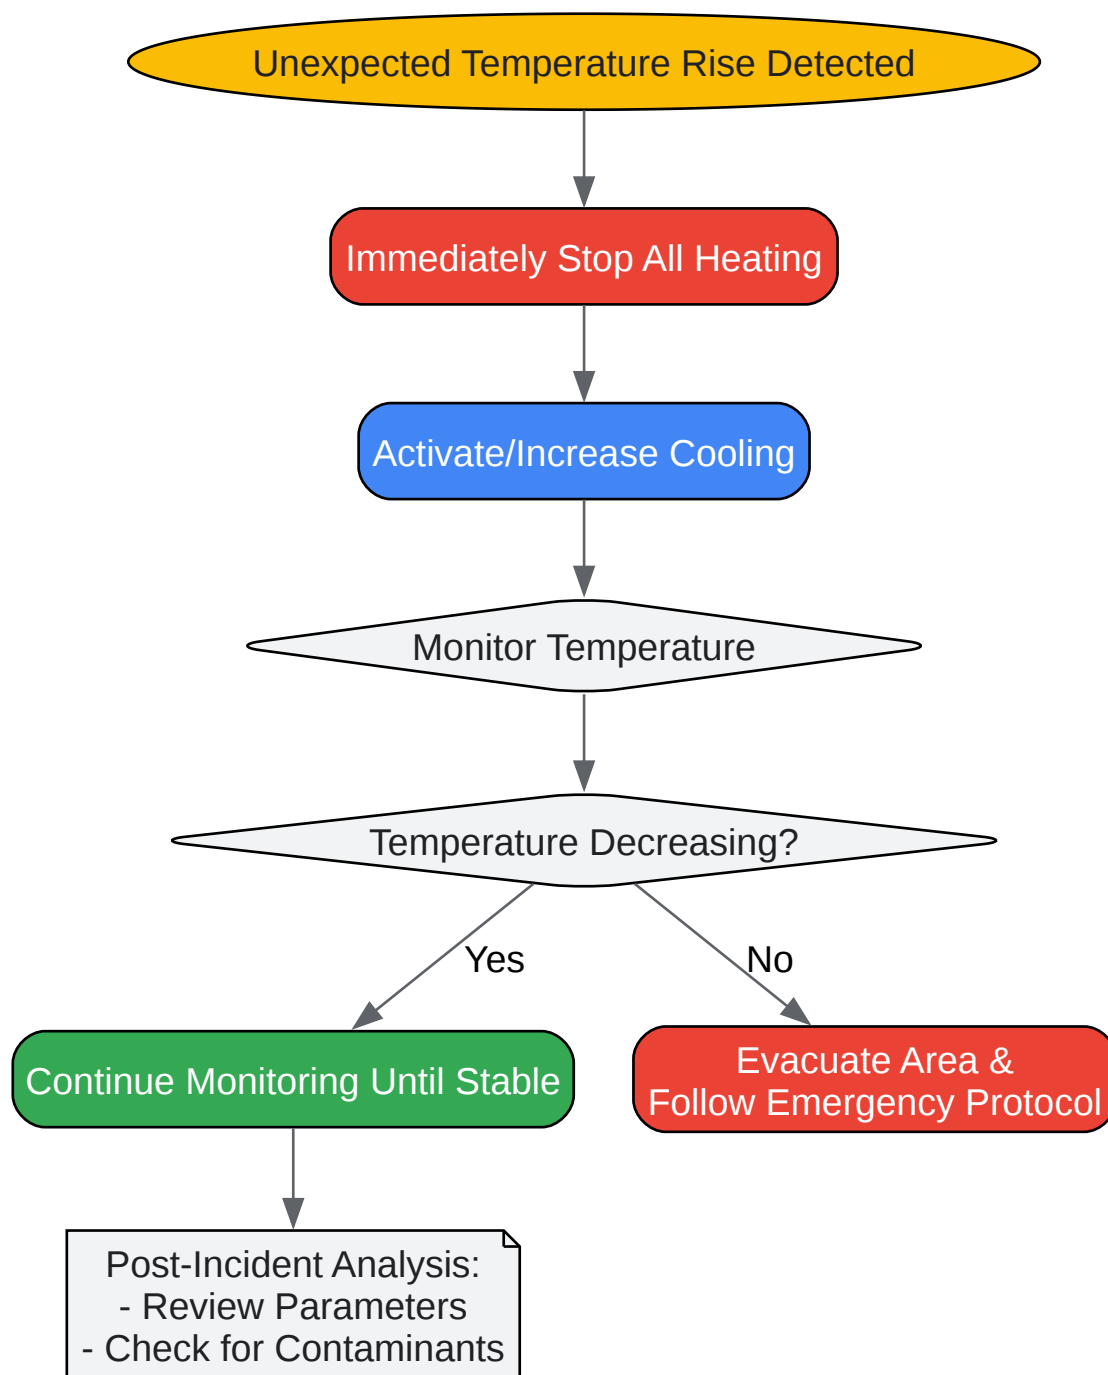 Unexpected Temperature Rise Detected
Immediately Stop All Heating
Activate/Increase Cooling
Monitor Temperature
Temperature Decreasing?
Yes
No
Continue Monitoring Until Stable
Evacuate Area &
Follow Emergency Protocol
Post-Incident Analysis:
- Review Parameters
- Check for Contaminants